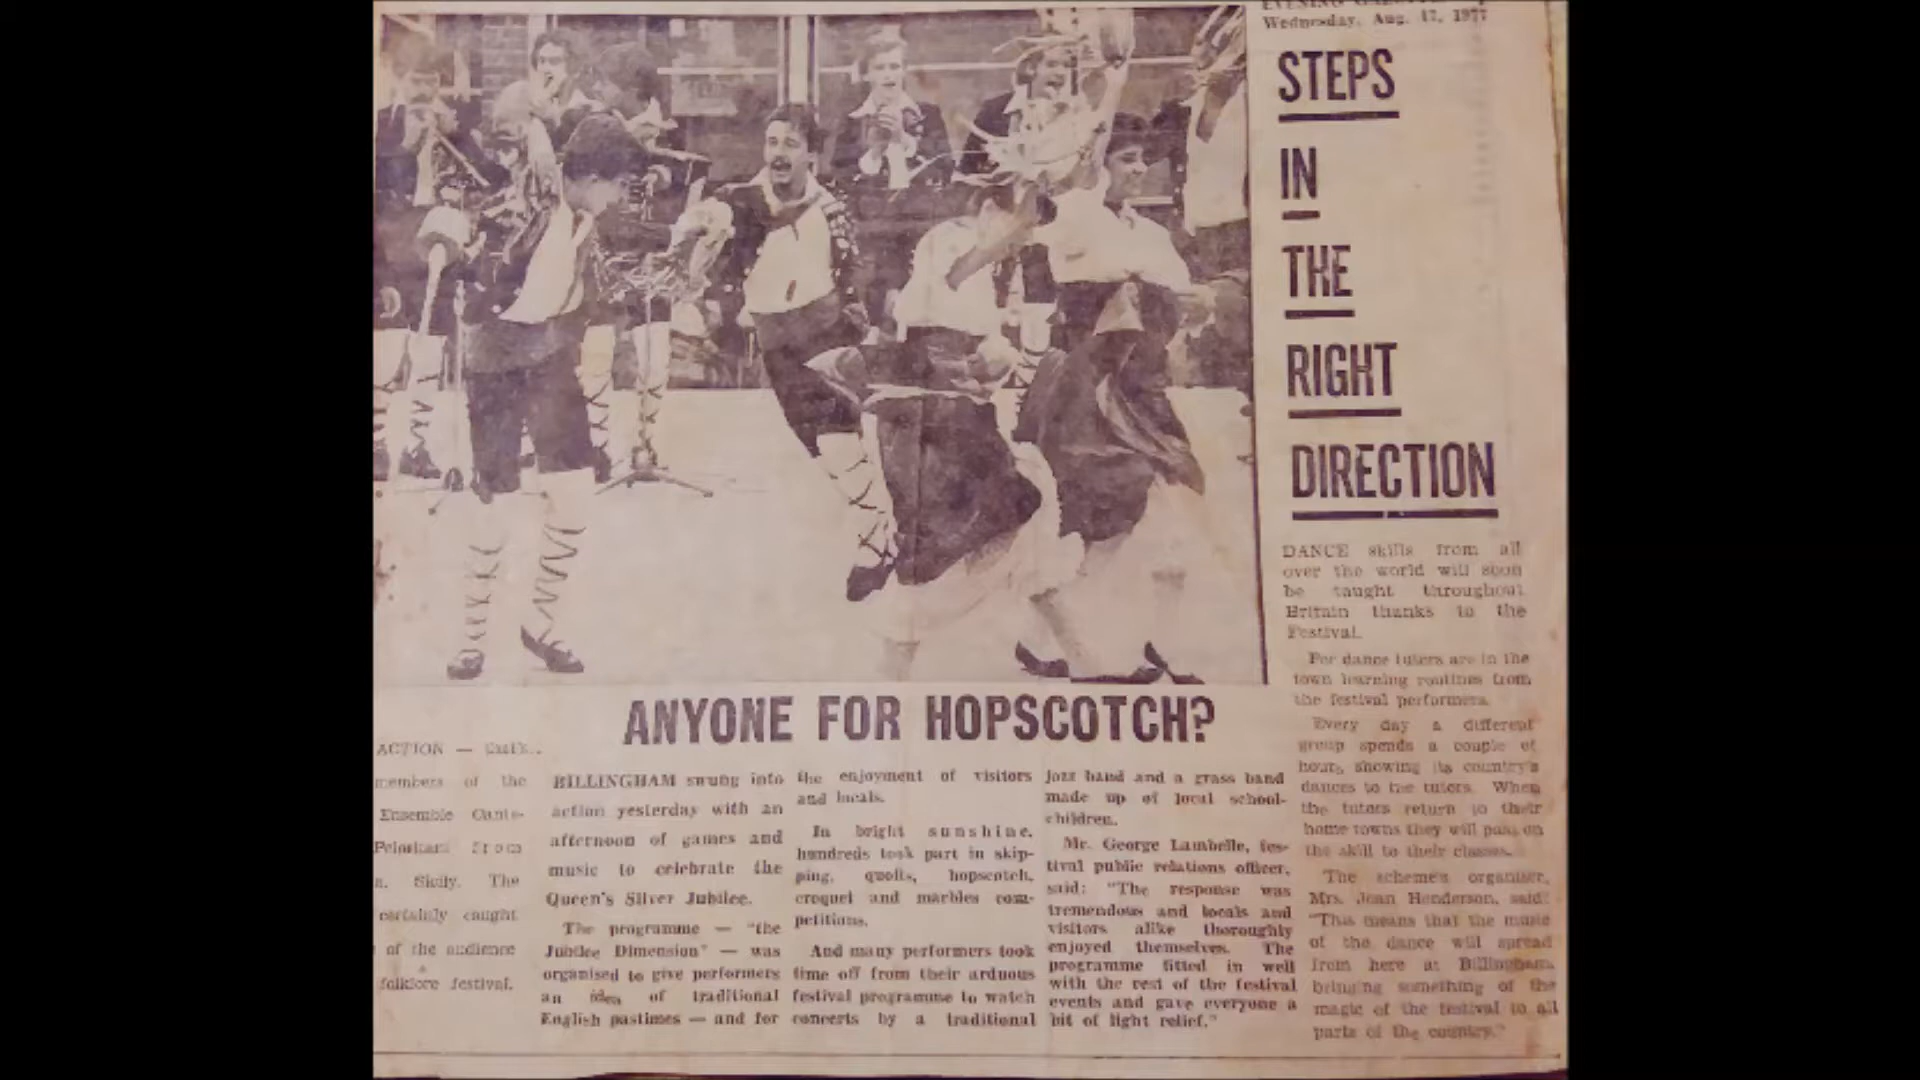 Wednesday, Aug. 17, 1977
STEPS
IN
THE
RIGHT
DIRECTION
DANCE skills from all
over the world will soon
be taught throughout
Britain thanks to the
Festival.
For dance tutors are in the
town learning routines from
the festival performers.
Every day a different
group spends a couple of
hours showing its country's
dances to the tutors. When
the tutors return to their
home towns they will pass on
the skill to their classes.
The scheme's organiser,
Mrs. Jean Henderson, said:
"This means that the music
of the dance will spread
from here at Billingham,
bringing something of the
magic of the festival to all
parts of the country."
ANYONE FOR HOPSCOTCH?
ACTION —
members of the
Ensemble Canto-
Peloritani from
Sicily. The
certainly caught
of the audience
folklore festival.
BILLINGHAM swung into
action yesterday with an
afternoon of games and
music to celebrate the
Queen's Silver Jubilee.
The programme — "the
Jubilee Dimension" — was
organised to give performers
an idea of traditional
English pastimes — and for
the enjoyment of visitors
and locals.
In bright sunshine,
hundreds took part in skip-
ping, quoits, hopscotch,
croquet and marbles com-
petitions.
And many performers took
time off from their arduous
festival programme to watch
concerts by a traditional
jazz band and a grass band
made up of local school-
children.
Mr. George Lambelle, fes-
tival public relations officer,
said: "The response was
tremendous and locals and
visitors alike thoroughly
enjoyed themselves. The
programme fitted in well
with the rest of the festival
events and gave everyone a
bit of light relief."